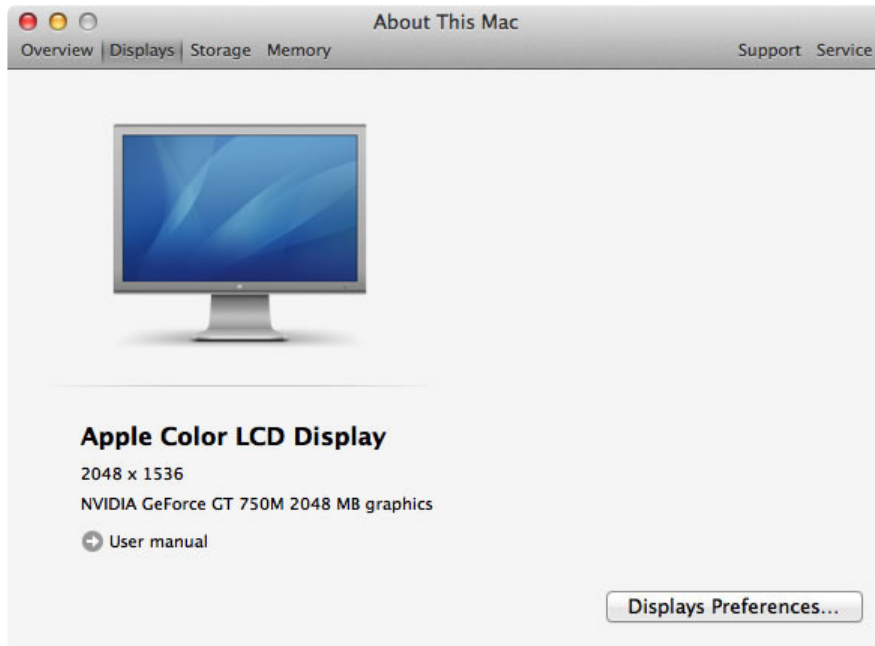 About This Mac
Overview Displays Storage Memory Support Service
Apple Color LCD Display
2048 x 1536
NVIDIA GeForce GT 750M 2048 MB graphics
User manual
Displays Preferences...